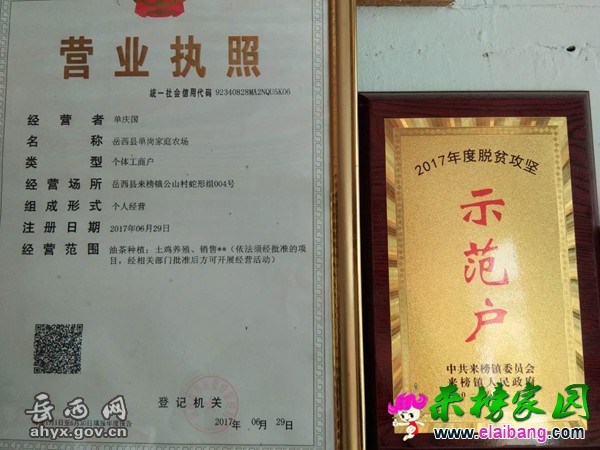 营业执照
统一社会信用代码 92340828MA2NQU5K06
经营者 单庆国
名称 岳西县单岗家庭农场
类型 个体工商户
经营场所 岳西县来榜镇公山村蛇形组004号
组成形式 个人经营
注册日期 2017年06月29日
经营范围 油茶种植；土鸡养殖、销售**（依法须经批准的项
目，经相关部门批准后方可开展经营活动）
登记机关
2017年 06月29日
2017年度脱贫攻坚
示范户
中共来榜镇委员会
来榜镇人民政府
岳西网
ahyx.gov.cn
来榜家园
www.elaibang.com